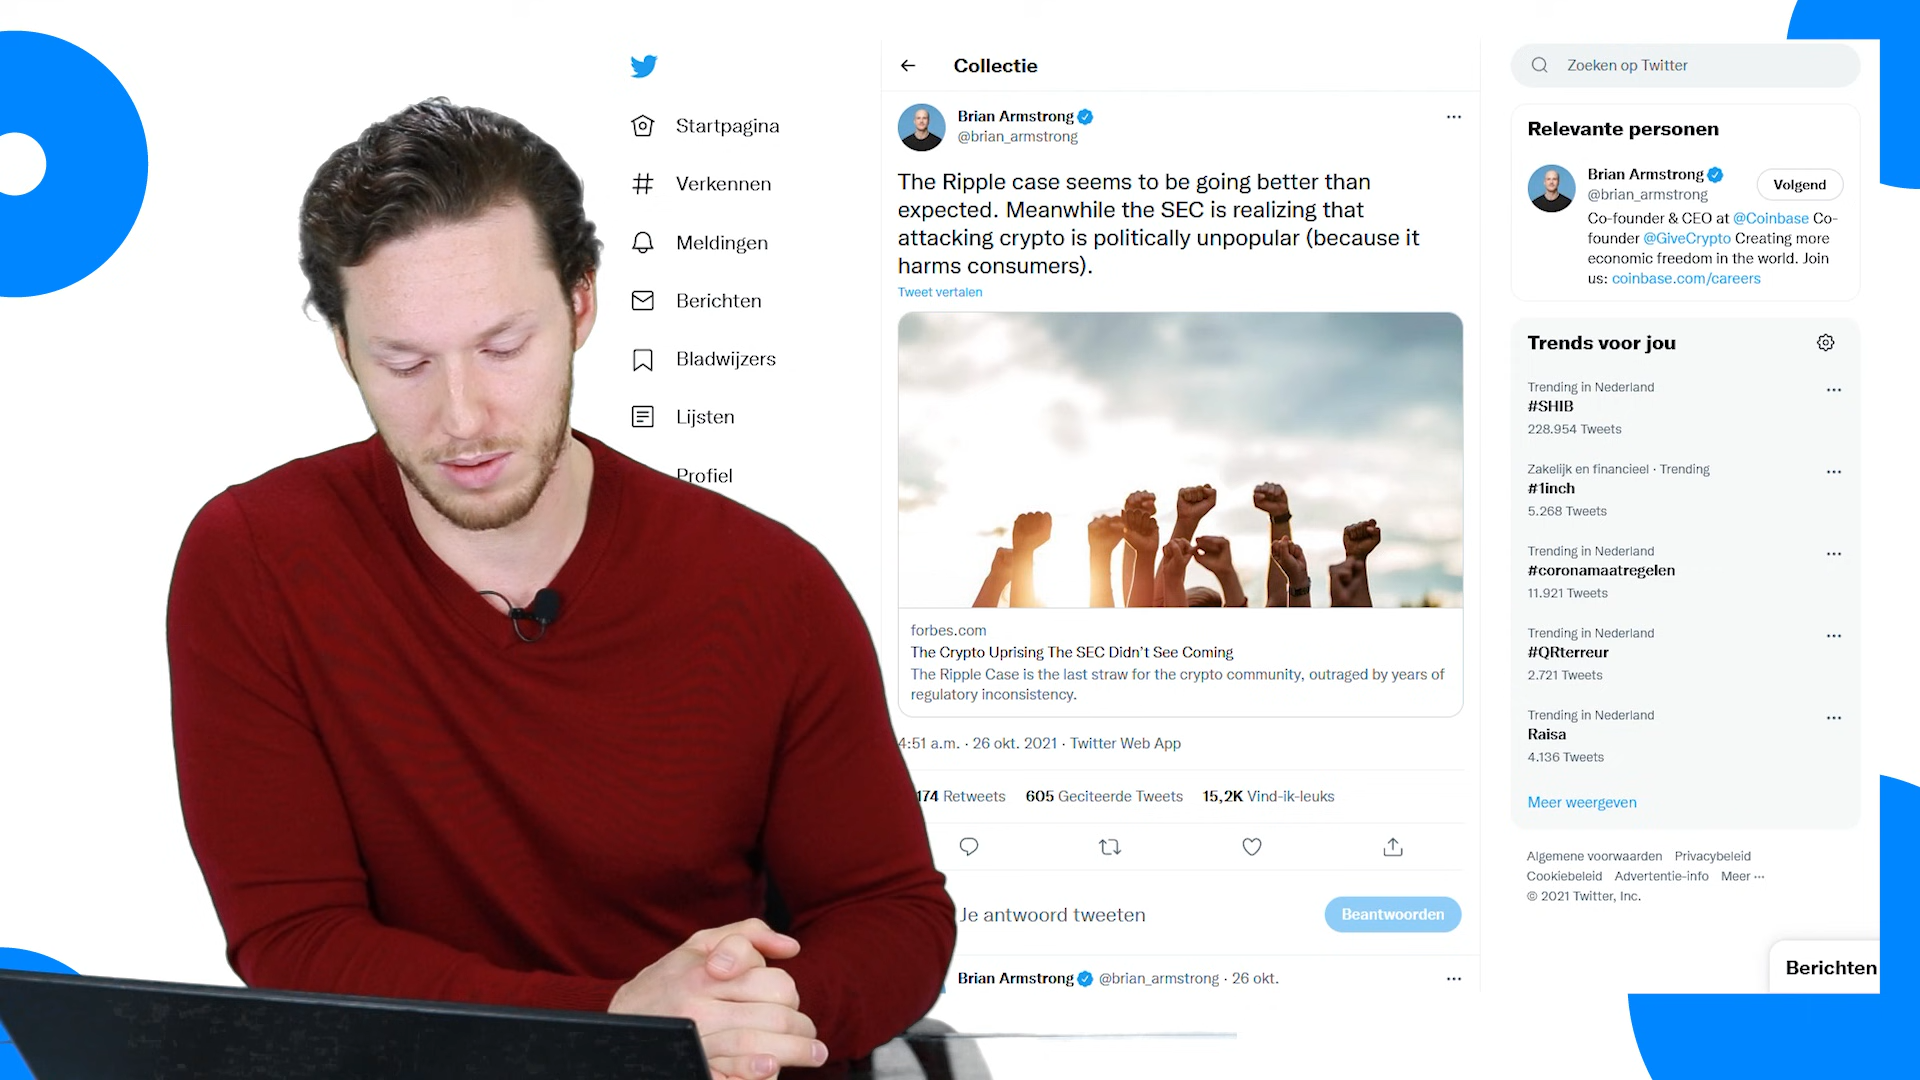 Startpagina
Verkennen
Meldingen
Berichten
Bladwijzers
Lijsten
Profiel
Collectie
Brian Armstrong
@brian_armstrong
The Ripple case seems to be going better than
expected. Meanwhile the SEC is realizing that
attacking crypto is politically unpopular (because it
harms consumers).
Tweet vertalen
forbes.com
The Crypto Uprising The SEC Didn't See Coming
The Ripple Case is the last straw for the crypto community, outraged by years of
regulatory inconsistency.
4:51 a.m. · 26 okt. 2021 · Twitter Web App
174 Retweets 605 Geciteerde Tweets 15,2K Vind-ik-leuks
Je antwoord tweeten
Beantwoorden
Brian Armstrong @brian_armstrong · 26 okt.
Zoeken op Twitter
Relevante personen
Brian Armstrong
@brian_armstrong
Volgend
Co-founder & CEO at @Coinbase Co-
founder @GiveCrypto Creating more
economic freedom in the world. Join
us: coinbase.com/careers
Trends voor jou
Trending in Nederland
#SHIB
228.954 Tweets
Zakelijk en financieel · Trending
#1inch
5.268 Tweets
Trending in Nederland
#coronamaatregelen
11.921 Tweets
Trending in Nederland
#QRterreur
2.721 Tweets
Trending in Nederland
Raisa
4.136 Tweets
Meer weergeven
Algemene voorwaarden Privacybeleid
Cookiebeleid Advertentie-info Meer ···
© 2021 Twitter, Inc.
Berichten